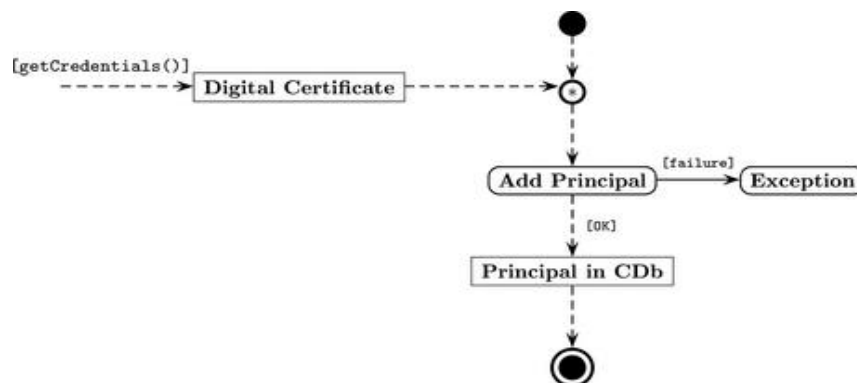 [getCredentials()]
Digital Certificate
*
Add Principal
[failure]
Exception
[OK]
Principal in CDb